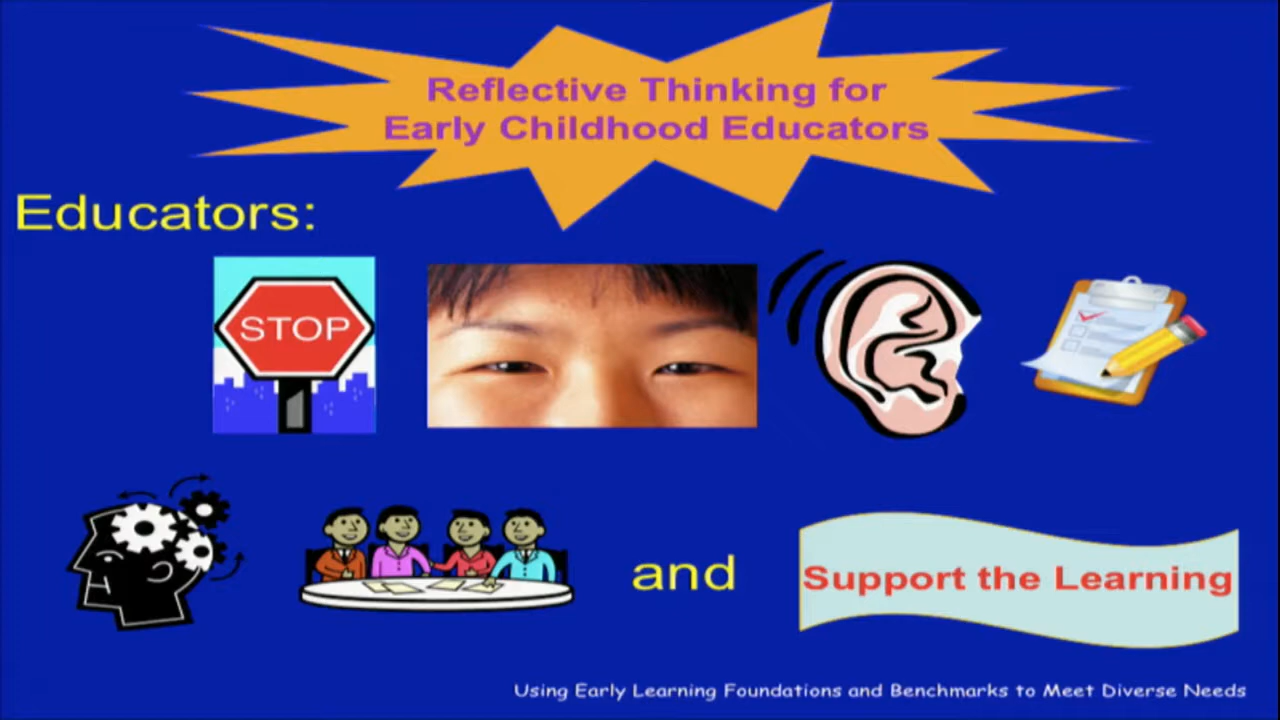 Reflective Thinking for
Early Childhood Educators
Educators:
STOP
and
Support the Learning
Using Early Learning Foundations and Benchmarks to Meet Diverse Needs